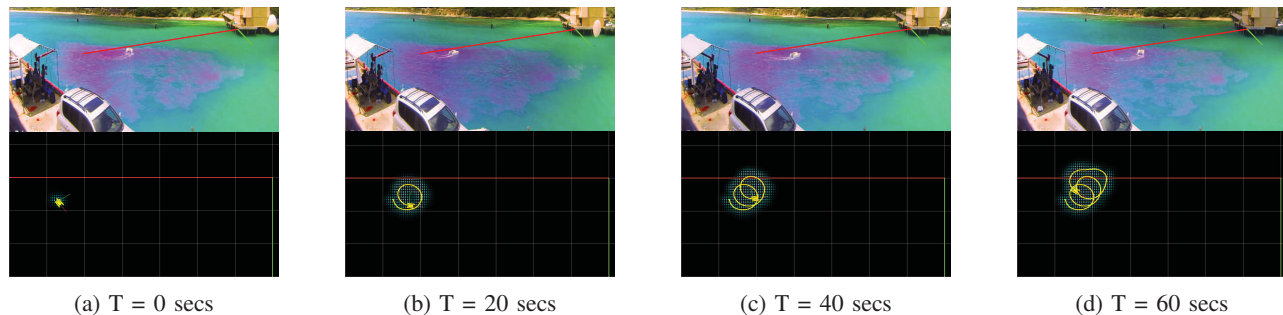 (a) T = 0 secs
(b) T = 20 secs
(c) T = 40 secs
(d) T = 60 secs